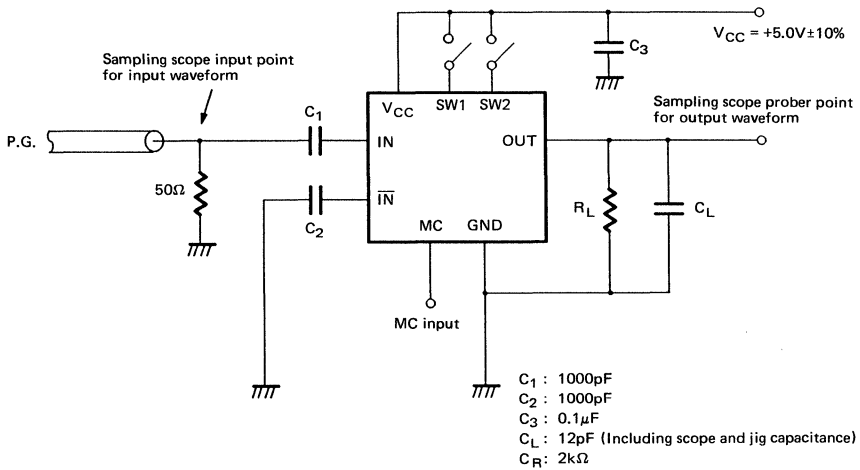 Sampling scope input point
for input waveform
P.G.
50Ω
C1
C2
VCC
SW1
SW2
IN
IN
OUT
MC
GND
MC input
C3
VCC = +5.0V±10%
Sampling scope prober point
for output waveform
RL
CL
C1 : 1000pF
C2 : 1000pF
C3 : 0.1μF
CL : 12pF (Including scope and jig capacitance)
CR: 2kΩ